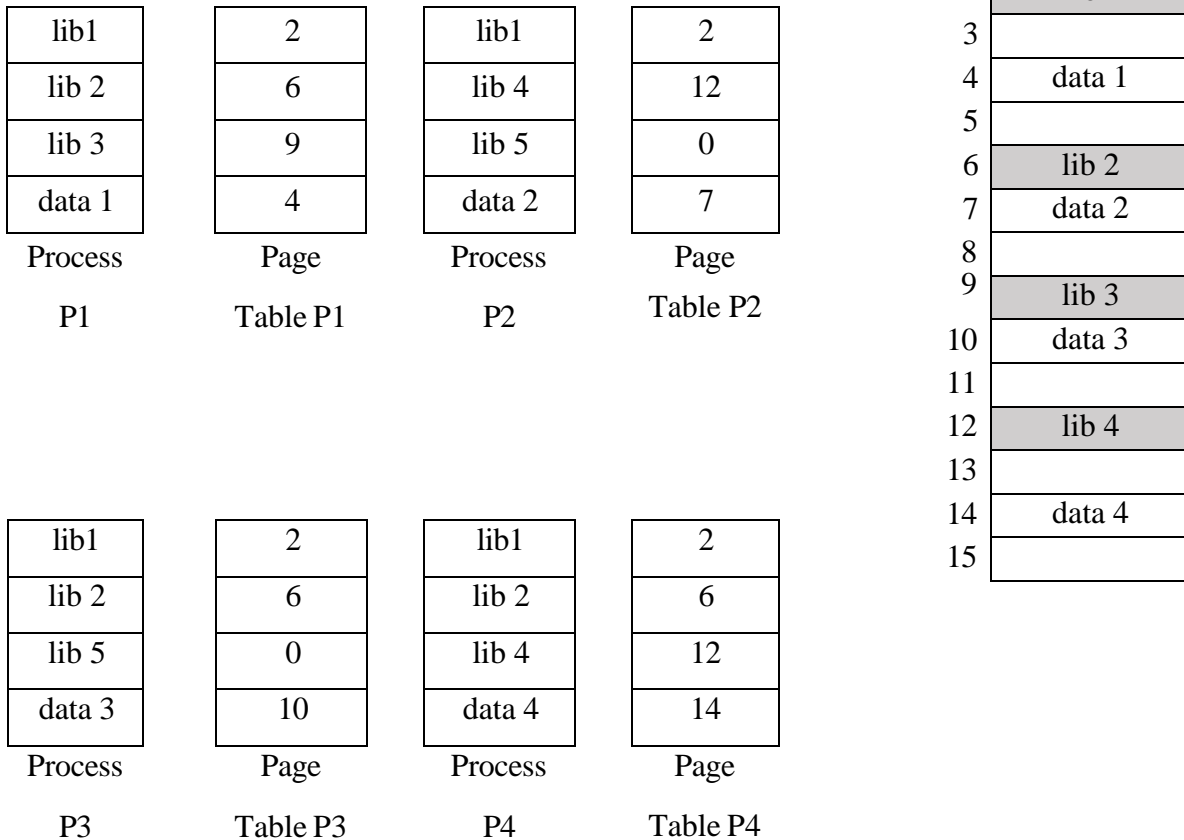 lib1 2 lib1 2
lib 2 6 lib 4 12
lib 3 9 lib 5 0
data 1 4 data 2 7
Process Page Process Page
P1 Table P1 P2 Table P2
3
4 data 1
5
6 lib 2
7 data 2
8
9 lib 3
10 data 3
11
12 lib 4
13
14 data 4
15
lib1 2 lib1 2
lib 2 6 lib 2 6
lib 5 0 lib 4 12
data 3 10 data 4 14
Process Page Process Page
P3 Table P3 P4 Table P4